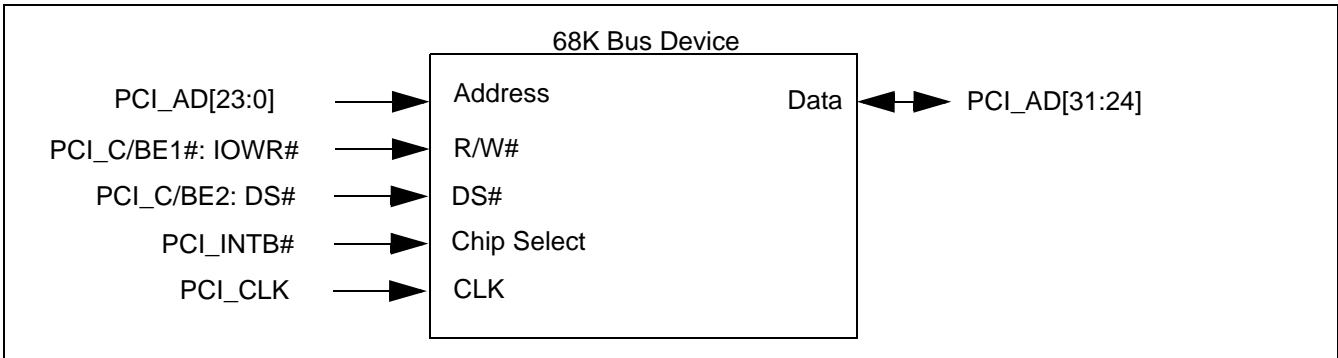 68K Bus Device
PCI_AD[23:0] Address Data PCI_AD[31:24]
PCI_C/BE1#: IOWR# R/W#
PCI_C/BE2: DS# DS#
PCI_INTB# Chip Select
PCI_CLK CLK